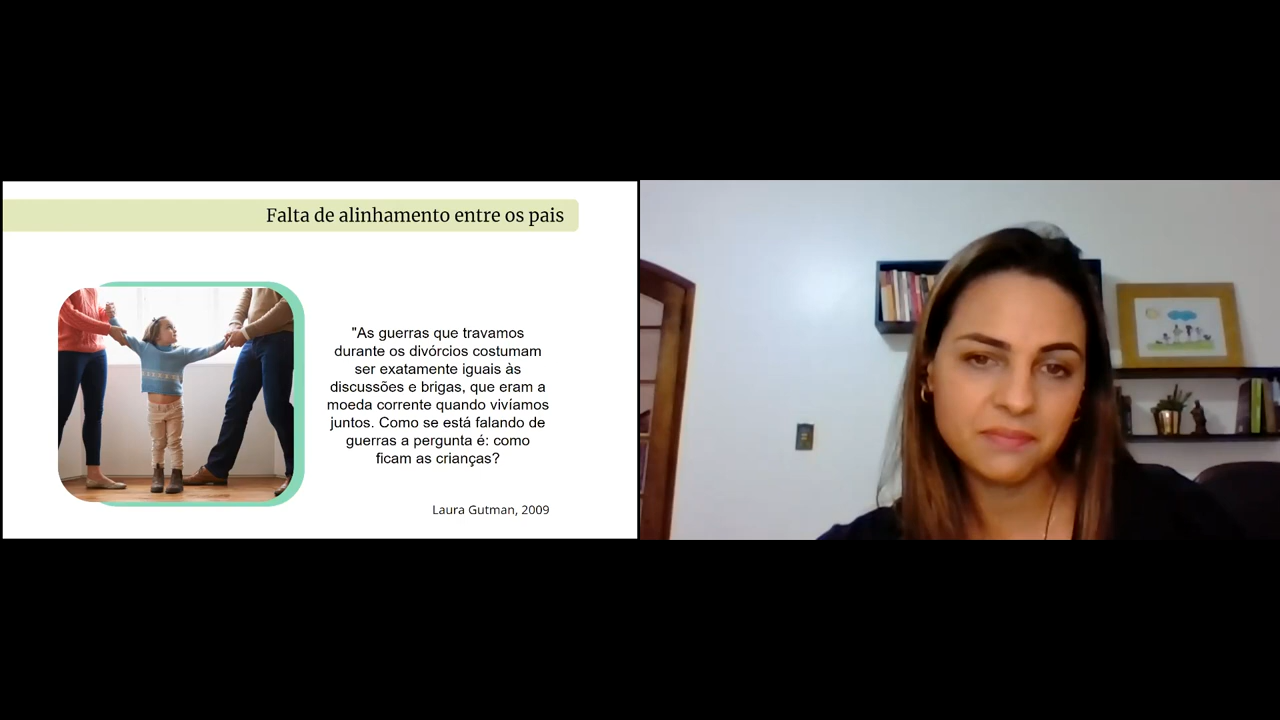 Falta de alinhamento entre os pais
"As guerras que travamos
durante os divórcios costumam
ser exatamente iguais às
discussões e brigas, que eram a
moeda corrente quando vivíamos
juntos. Como se está falando de
guerras a pergunta é: como
ficam as crianças?
Laura Gutman, 2009